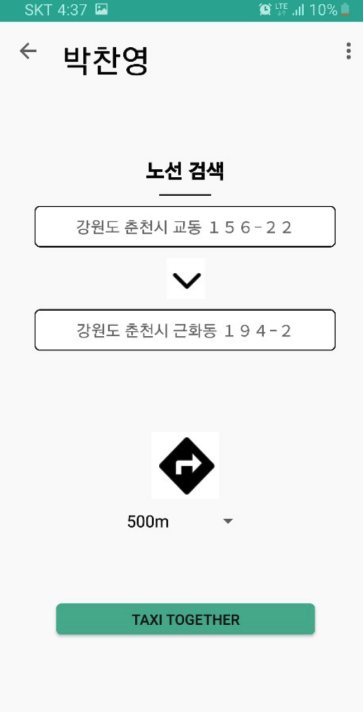 SKT 4:37 LTE 10%
박찬영
노선 검색
강원도 춘천시 교동 １５６-２２
강원도 춘천시 근화동 １９４-２
500m
TAXI TOGETHER